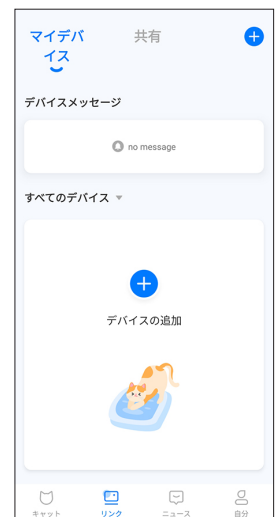 マイデバ
イス
共有
デバイスメッセージ
no message
すべてのデバイス
デバイスの追加
キャット
リンク
ニュース
自分